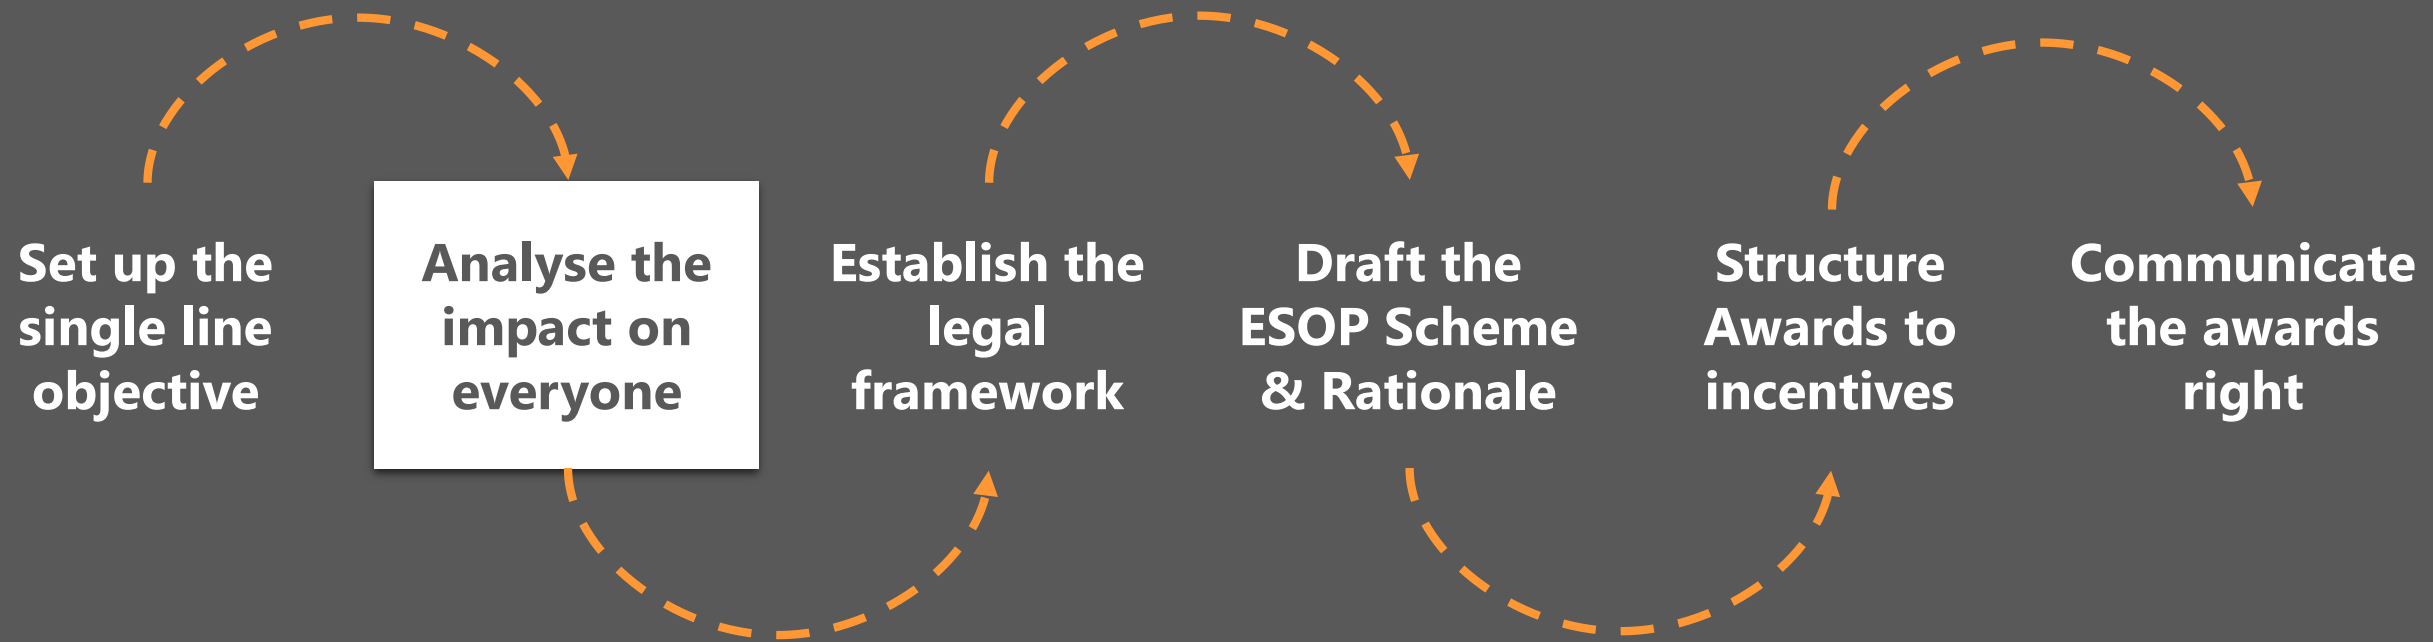 Set up the
single line
objective
Analyse the
impact on
everyone
Establish the
legal
framework
Draft the
ESOP Scheme
& Rationale
Structure
Awards to
incentives
Communicate
the awards
right